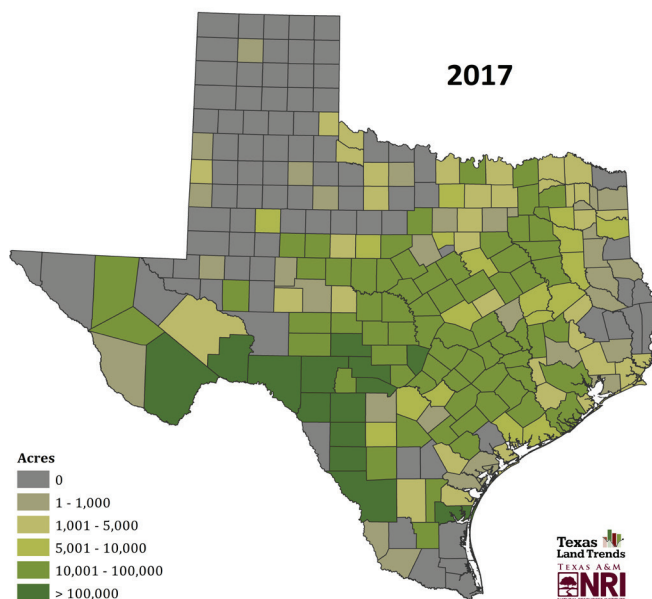 2017
Acres
0
1 - 1,000
1,001 - 5,000
5,001 - 10,000
10,001 - 100,000
> 100,000
Texas
Land Trends
TEXAS A&M
NRI